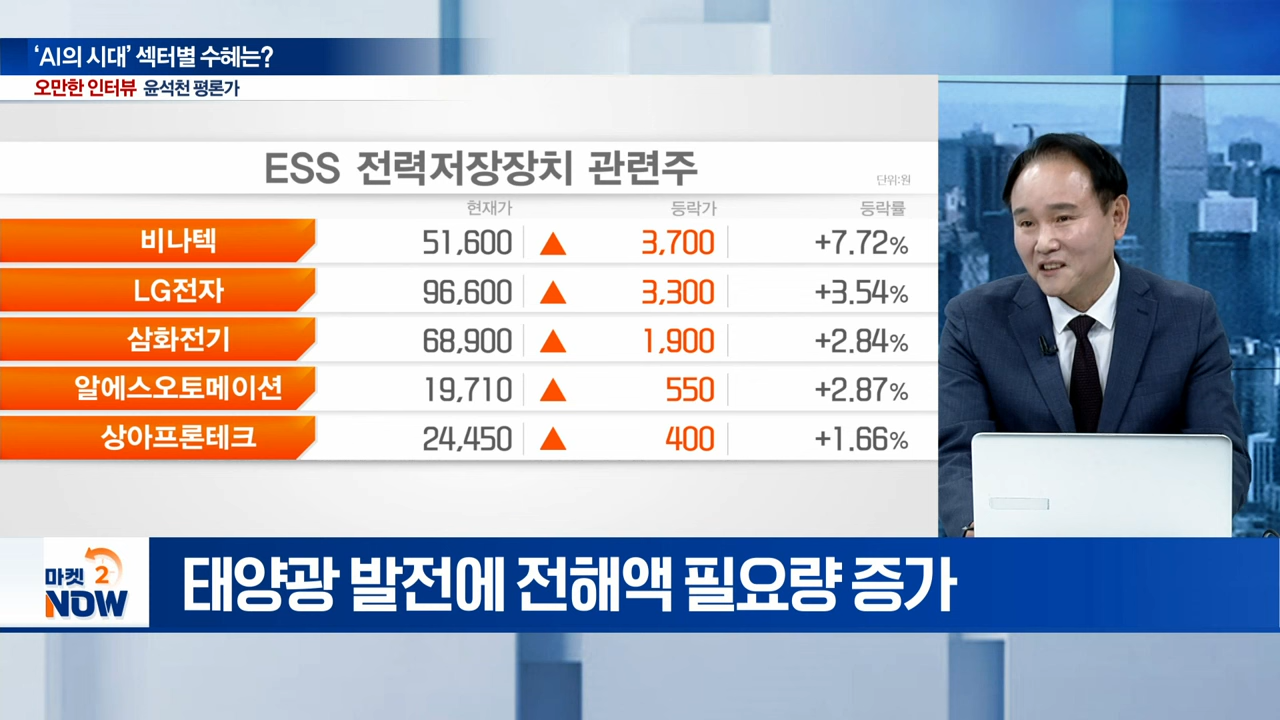 ‘AI의 시대’ 섹터별 수혜는?
오만한 인터뷰 윤석천 평론가
ESS 전력저장장치 관련주
단위:원
현재가 등락가 등락률
비나텍 51,600 ▲ 3,700 +7.72%
LG전자 96,600 ▲ 3,300 +3.54%
삼화전기 68,900 ▲ 1,900 +2.84%
알에스오토메이션 19,710 ▲ 550 +2.87%
상아프론테크 24,450 ▲ 400 +1.66%
마켓 2
NOW
태양광 발전에 전해액 필요량 증가